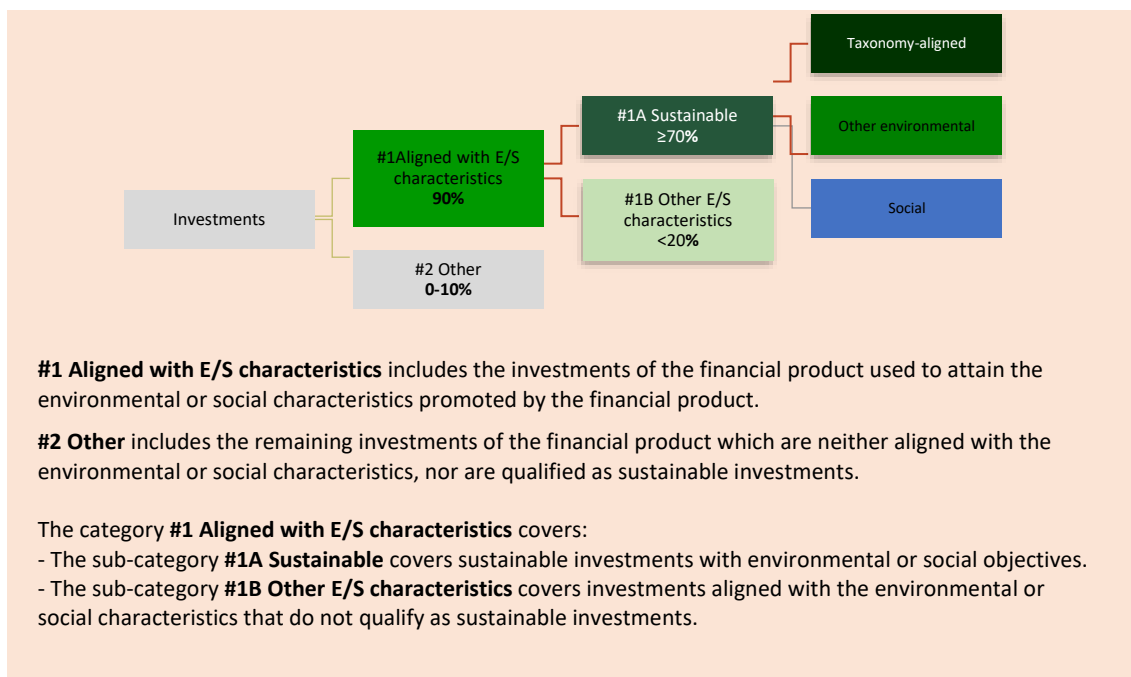 Taxonomy-aligned
#1A Sustainable
≥70%
Other environmental
#1Aligned with E/S
characteristics
90%
#1B Other E/S
characteristics
<20%
Social
Investments
#2 Other
0-10%
#1 Aligned with E/S characteristics includes the investments of the financial product used to attain the
environmental or social characteristics promoted by the financial product.
#2 Other includes the remaining investments of the financial product which are neither aligned with the
environmental or social characteristics, nor are qualified as sustainable investments.
The category #1 Aligned with E/S characteristics covers:
- The sub-category #1A Sustainable covers sustainable investments with environmental or social objectives.
- The sub-category #1B Other E/S characteristics covers investments aligned with the environmental or
social characteristics that do not qualify as sustainable investments.